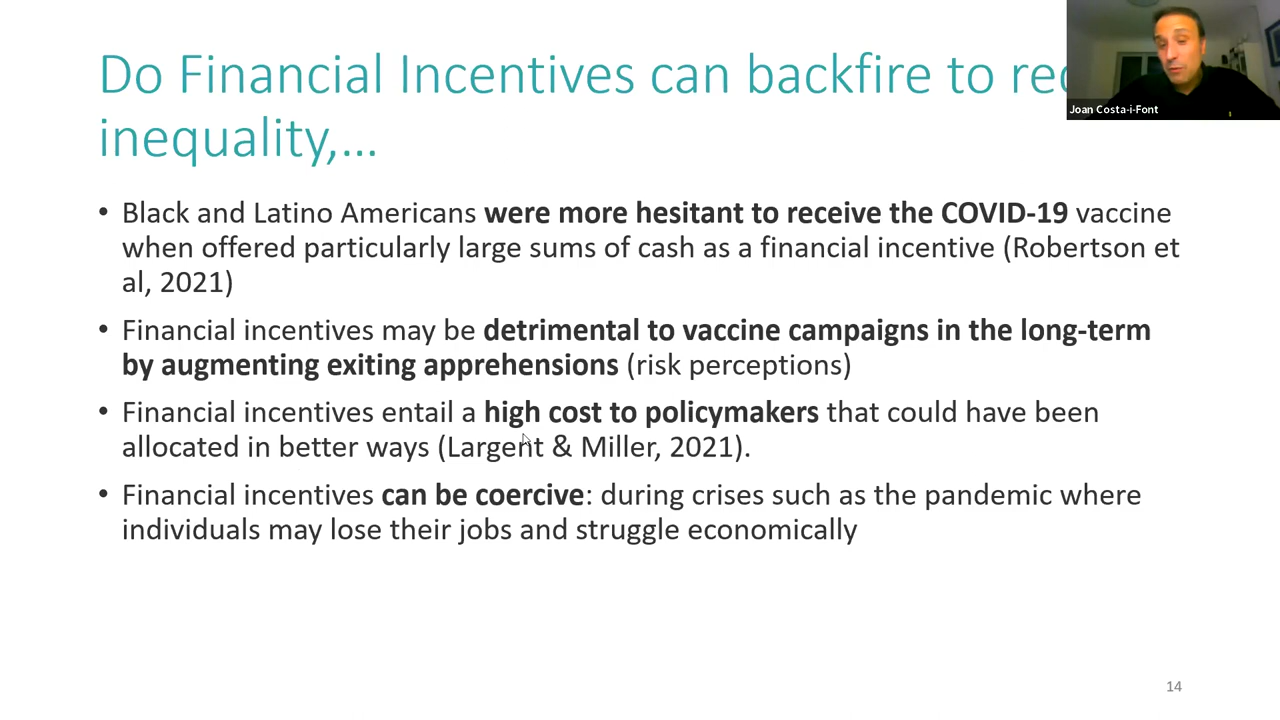 Do Financial Incentives can backfire to
inequality,...
Joan Costa-i-Font
• Black and Latino Americans were more hesitant to receive the COVID-19 vaccine
when offered particularly large sums of cash as a financial incentive (Robertson et
al, 2021)
• Financial incentives may be detrimental to vaccine campaigns in the long-term
by augmenting exiting apprehensions (risk perceptions)
• Financial incentives entail a high cost to policymakers that could have been
allocated in better ways (Largent & Miller, 2021).
• Financial incentives can be coercive: during crises such as the pandemic where
individuals may lose their jobs and struggle economically
14